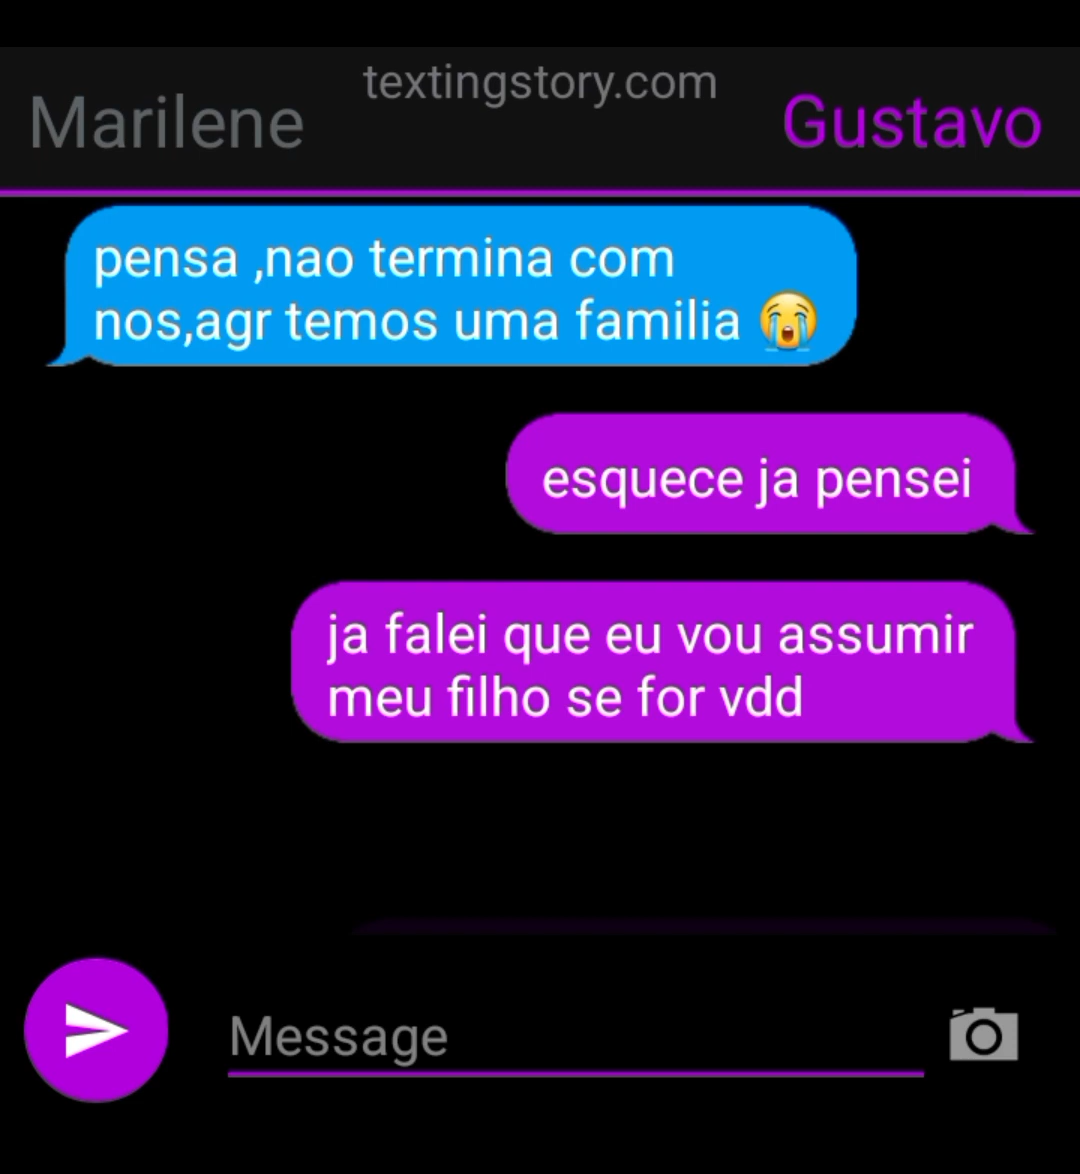 textingstory.com
Marilene
Gustavo
pensa ,nao termina com
nos,agr temos uma familia 😭
esquece ja pensei
ja falei que eu vou assumir
meu filho se for vdd
Message